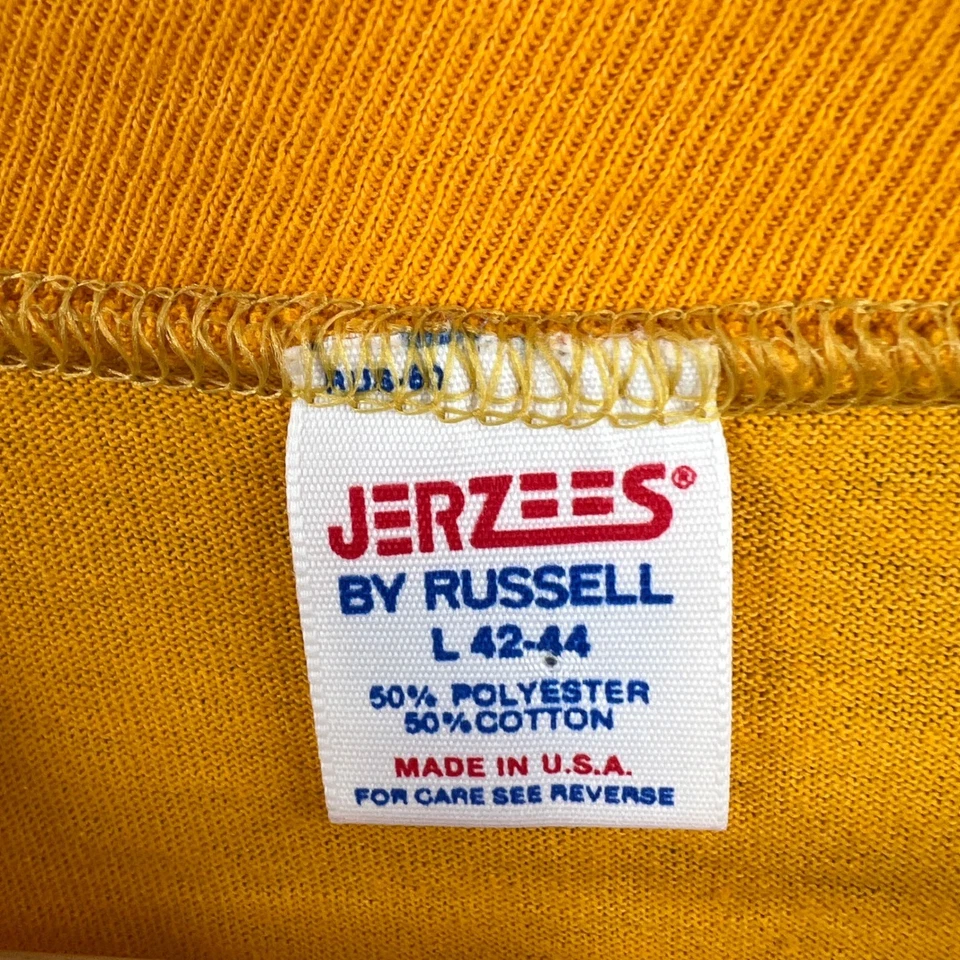 JERZEES®
BY RUSSELL
L 42-44
50% POLYESTER
50% COTTON
MADE IN U.S.A.
FOR CARE SEE REVERSE